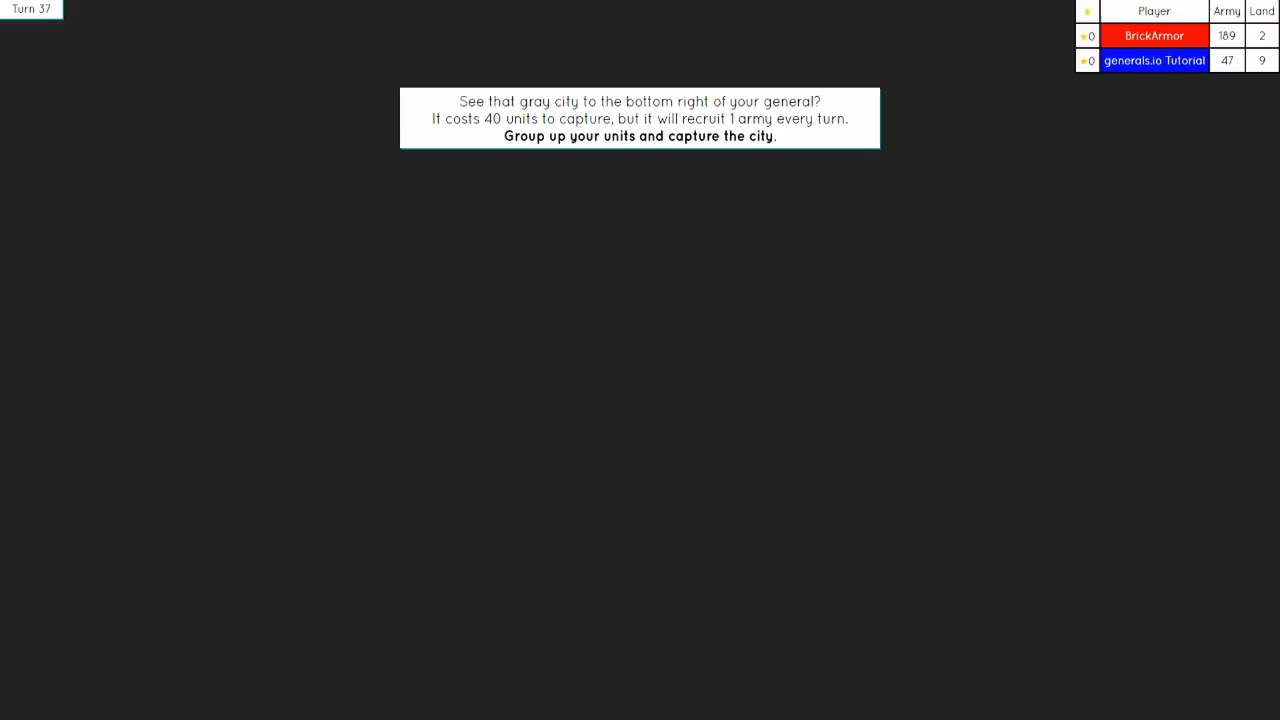 Turn 37
★ Player Army Land
★0 BrickArmor 189 2
★0 generals.io Tutorial 47 9
See that gray city to the bottom right of your general?
It costs 40 units to capture, but it will recruit 1 army every turn.
Group up your units and capture the city.